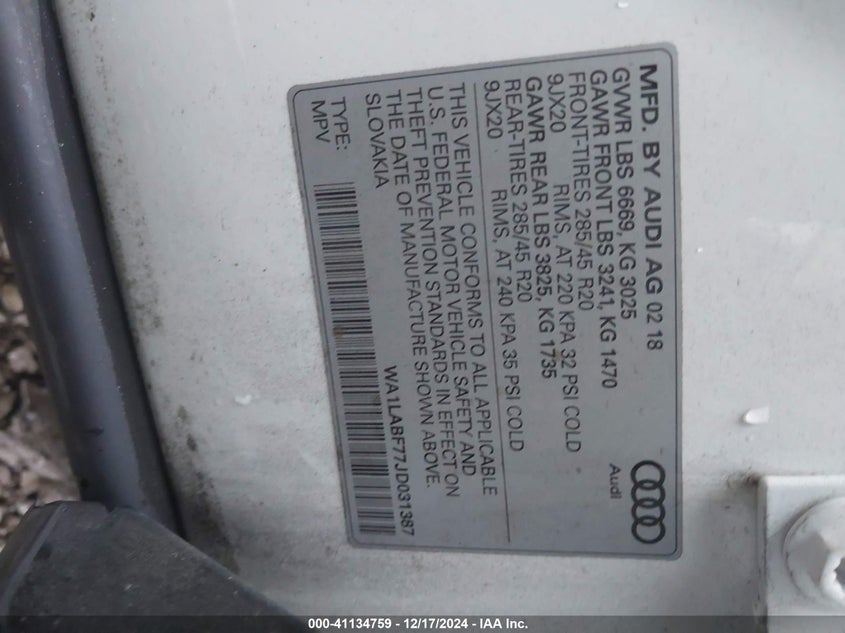 MFD. BY AUDI AG 02 18
GVWR LBS 6669, KG 3025
GAWR FRONT LBS 3241, KG 1470
FRONT-TIRES 285/45 R20
9JX20 RIMS, AT 220 KPA 32 PSI COLD
GAWR REAR LBS 3825, KG 1735
REAR-TIRES 285/45 R20
9JX20 RIMS, AT 240 KPA 35 PSI COLD
Audi
THIS VEHICLE CONFORMS TO ALL APPLICABLE
U.S. FEDERAL MOTOR VEHICLE SAFETY AND
THEFT PREVENTION STANDARDS IN EFFECT ON
THE DATE OF MANUFACTURE SHOWN ABOVE.
SLOVAKIA
WA1LABF77JD031387
TYPE:
MPV
000-41134759 - 12/17/2024 - IAA Inc.